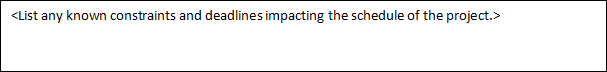 <List any known constraints and deadlines impacting the schedule of the project.>